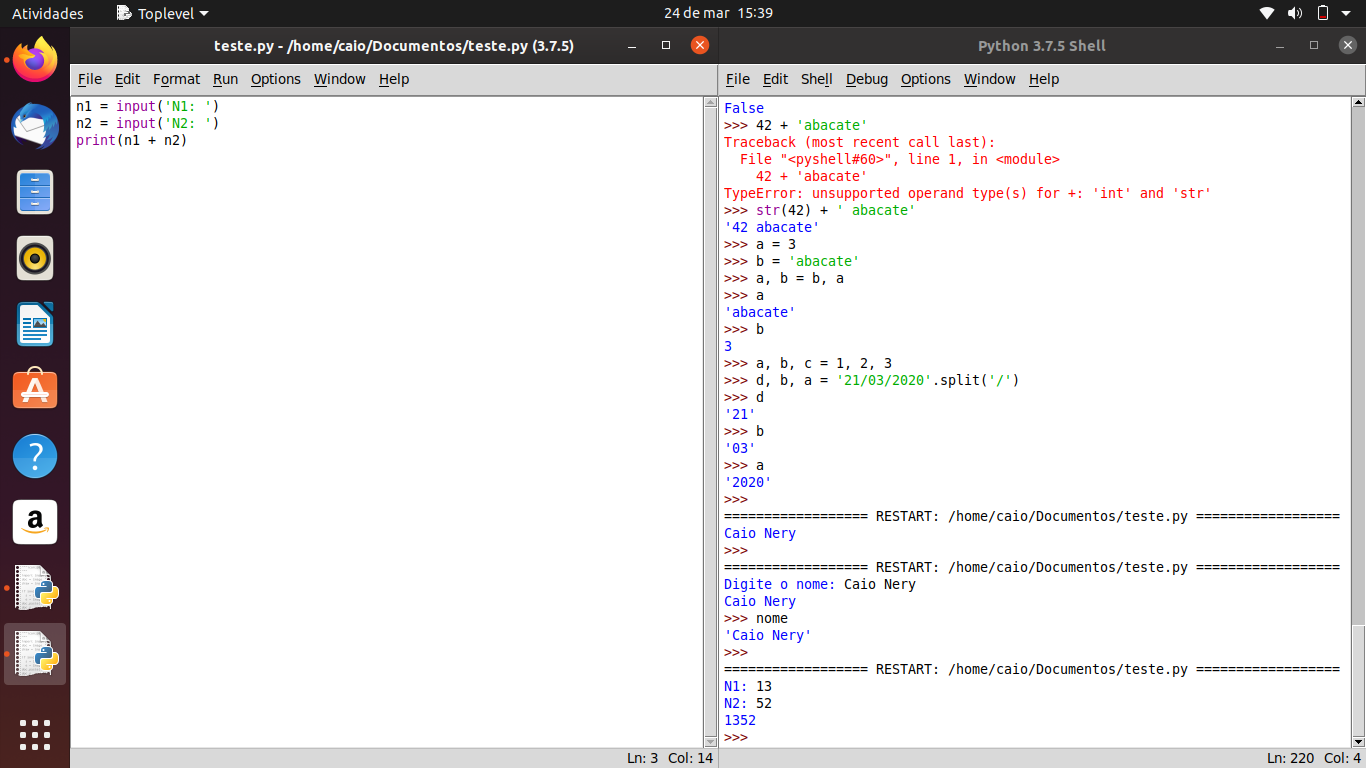 Atividades
Toplevel
24 de mar 15:39
teste.py - /home/caio/Documentos/teste.py (3.7.5)
File Edit Format Run Options Window Help
n1 = input('N1: ')
n2 = input('N2: ')
print(n1 + n2)
Ln: 3 Col: 14
Python 3.7.5 Shell
File Edit Shell Debug Options Window Help
False
>>> 42 + 'abacate'
Traceback (most recent call last):
  File "<pyshell#60>", line 1, in <module>
    42 + 'abacate'
TypeError: unsupported operand type(s) for +: 'int' and 'str'
>>> str(42) + ' abacate'
'42 abacate'
>>> a = 3
>>> b = 'abacate'
>>> a, b = b, a
>>> a
'abacate'
>>> b
3
>>> a, b, c = 1, 2, 3
>>> d, b, a = '21/03/2020'.split('/')
>>> d
'21'
>>> b
'03'
>>> a
'2020'
>>>
================== RESTART: /home/caio/Documentos/teste.py ==================
Caio Nery
>>>
================== RESTART: /home/caio/Documentos/teste.py ==================
Digite o nome: Caio Nery
Caio Nery
>>> nome
'Caio Nery'
>>>
================== RESTART: /home/caio/Documentos/teste.py ==================
N1: 13
N2: 52
1352
>>>
Ln: 220 Col: 4